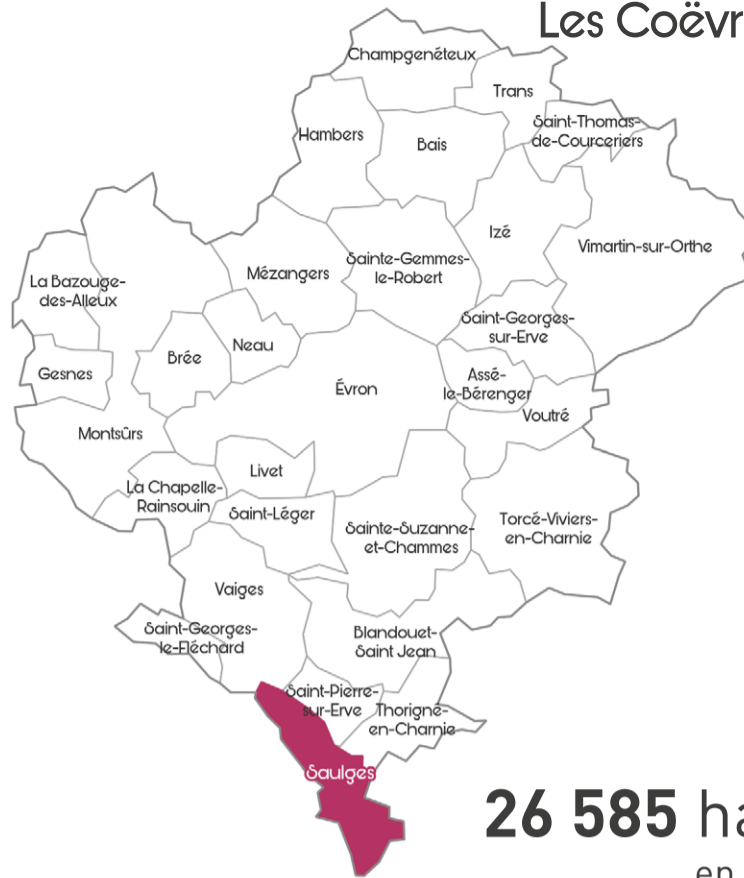 Les Coëvr
Champgenéteux
Trans
Saint-Thomas-
de-Courceriers
Hambers
Bais
Izé
Vimartin-sur-Orthe
Mézangers
Sainte-Gemmes-
le-Robert
La Bazouge-
des-Alleux
Saint-Georges-
sur-Erve
Neau
Brée
Gesnes
Évron
Assé-
le-Bérenger
Voutré
Montsûrs
Livet
La Chapelle-
Rainsouin
Saint-Léger
Sainte-Suzanne-
et-Chammes
Torcé-Viviers-
en-Charnie
Vaiges
Saint-Georges-
le-Fléchard
Blandouet-
Saint Jean
Saint-Pierre-
sur-Erve
Thorigné-
en-Charnie
Saulges
26 585 ha
en